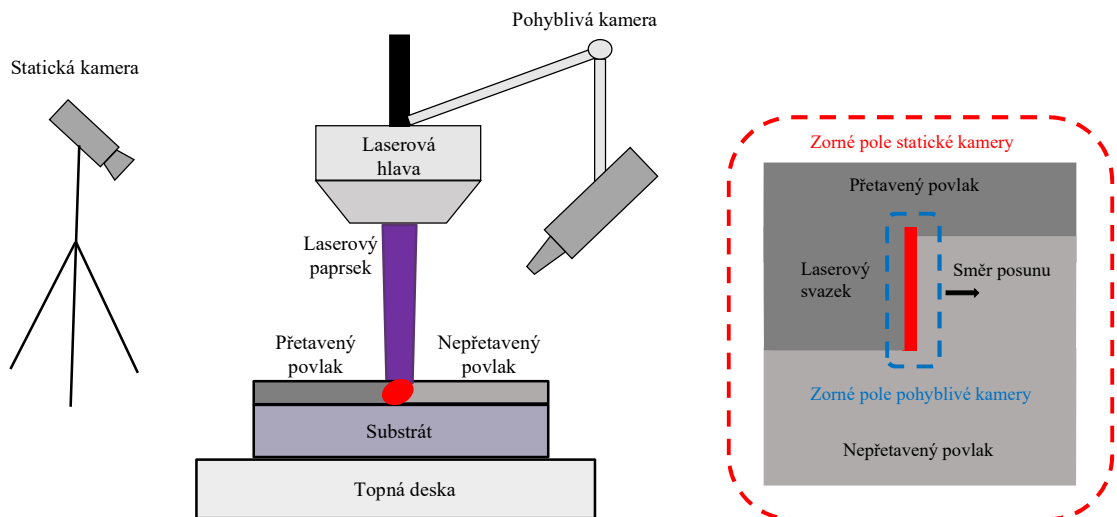 Statická kamera
Pohyblivá kamera
Laserová
hlava
Laserový
paprsek
Přetavený
povlak
Nepřetavený
povlak
Substrát
Topná deska
Zorné pole statické kamery
Přetavený povlak
Laserový
svazek
Směr posunu
Zorné pole pohyblivé kamery
Nepřetavený povlak